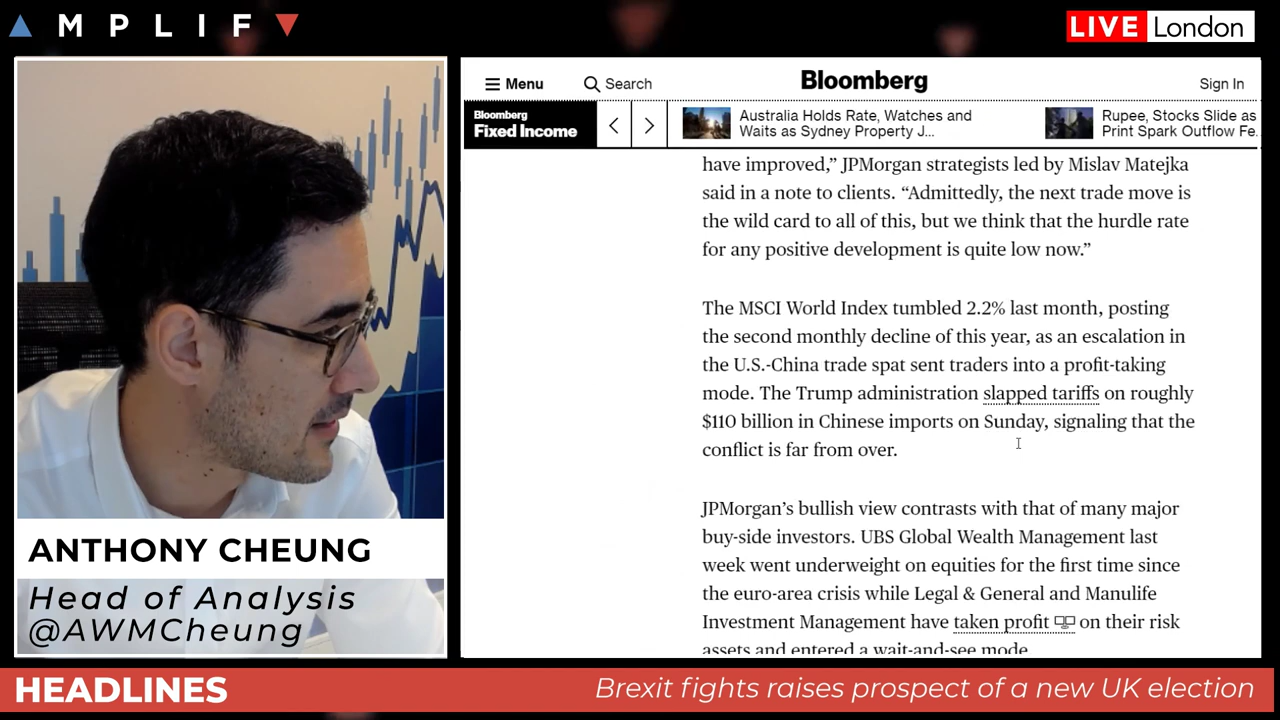 AMPLIFY
LIVE London
Menu
Search
Bloomberg
Sign In
Bloomberg
Fixed Income
Australia Holds Rate, Watches and
Waits as Sydney Property J...
Rupee, Stocks Slide as
Print Spark Outflow Fe.
have improved,” JPMorgan strategists led by Mislav Matejka
said in a note to clients. “Admittedly, the next trade move is
the wild card to all of this, but we think that the hurdle rate
for any positive development is quite low now.”
The MSCI World Index tumbled 2.2% last month, posting
the second monthly decline of this year, as an escalation in
the U.S.-China trade spat sent traders into a profit-taking
mode. The Trump administration slapped tariffs on roughly
$110 billion in Chinese imports on Sunday, signaling that the
conflict is far from over.
JPMorgan’s bullish view contrasts with that of many major
buy-side investors. UBS Global Wealth Management last
week went underweight on equities for the first time since
the euro-area crisis while Legal & General and Manulife
Investment Management have taken profit on their risk
assets and entered a wait-and-see mode.
ANTHONY CHEUNG
Head of Analysis
@AWMCheung
HEADLINES
Brexit fights raises prospect of a new UK election